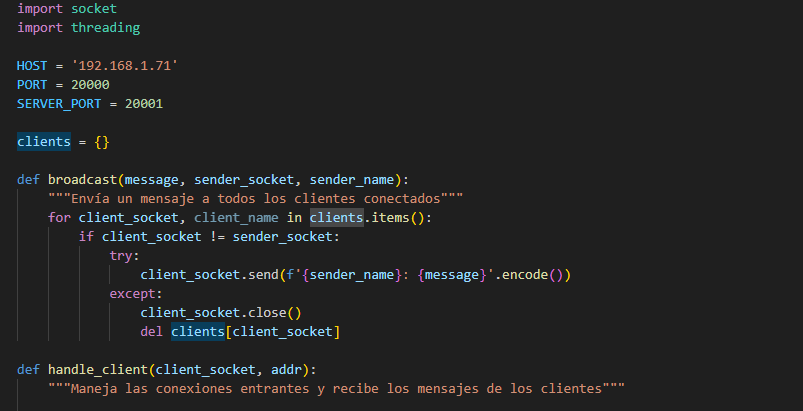 import socket
import threading
HOST = '192.168.1.71'
PORT = 20000
SERVER_PORT = 20001
clients = {}
def broadcast(message, sender_socket, sender_name):
"""Envía un mensaje a todos los clientes conectados"""
for client_socket, client_name in clients.items():
if client_socket != sender_socket:
try:
client_socket.send(f'{sender_name}: {message}'.encode())
except:
client_socket.close()
del clients[client_socket]
def handle_client(client_socket, addr):
"""Maneja las conexiones entrantes y recibe los mensajes de los clientes"""